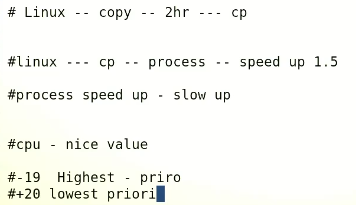 # Linux -- copy -- 2hr --- cp
#linux --- cp -- process -- speed up 1.5
#process speed up - slow up
#cpu - nice value
#-19  Highest - priro
#+20 lowest priori